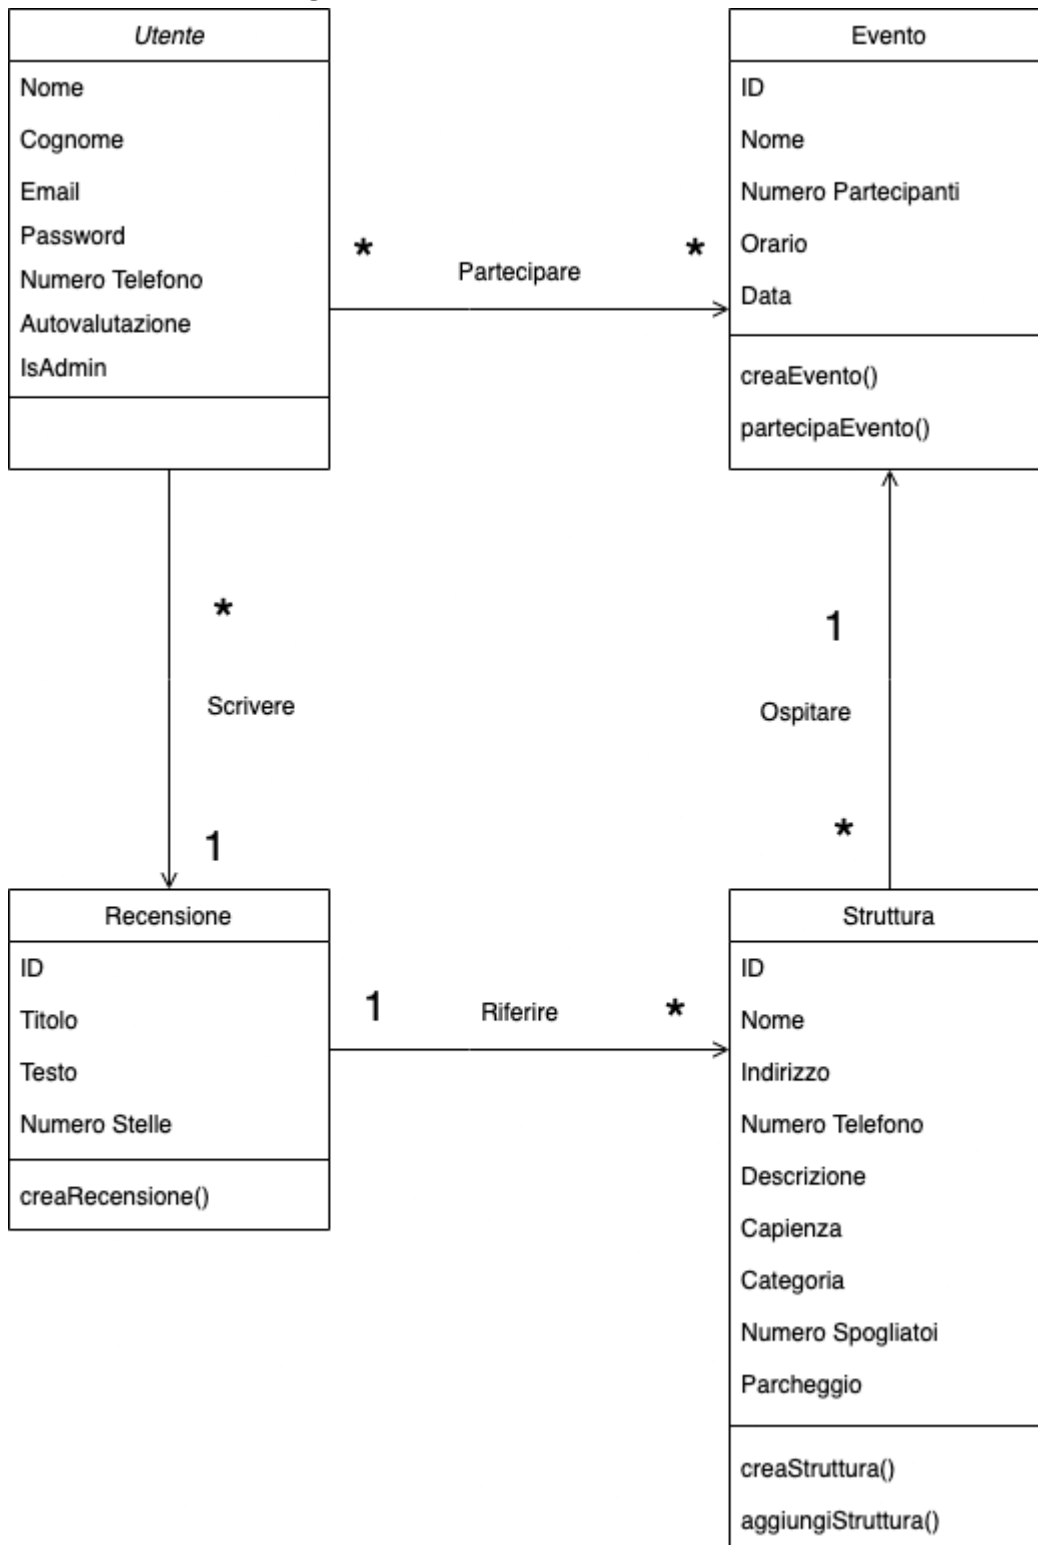 Utente
Nome
Cognome
Email
Password
Numero Telefono
Autovalutazione
IsAdmin
*
Partecipare
*
Evento
ID
Nome
Numero Partecipanti
Orario
Data
creaEvento()
partecipaEvento()
*
Scrivere
1
1
Ospitare
*
Recensione
ID
Titolo
Testo
Numero Stelle
creaRecensione()
1
Riferire
*
Struttura
ID
Nome
Indirizzo
Numero Telefono
Descrizione
Capienza
Categoria
Numero Spogliatoi
Parcheggio
creaStruttura()
aggiungiStruttura()